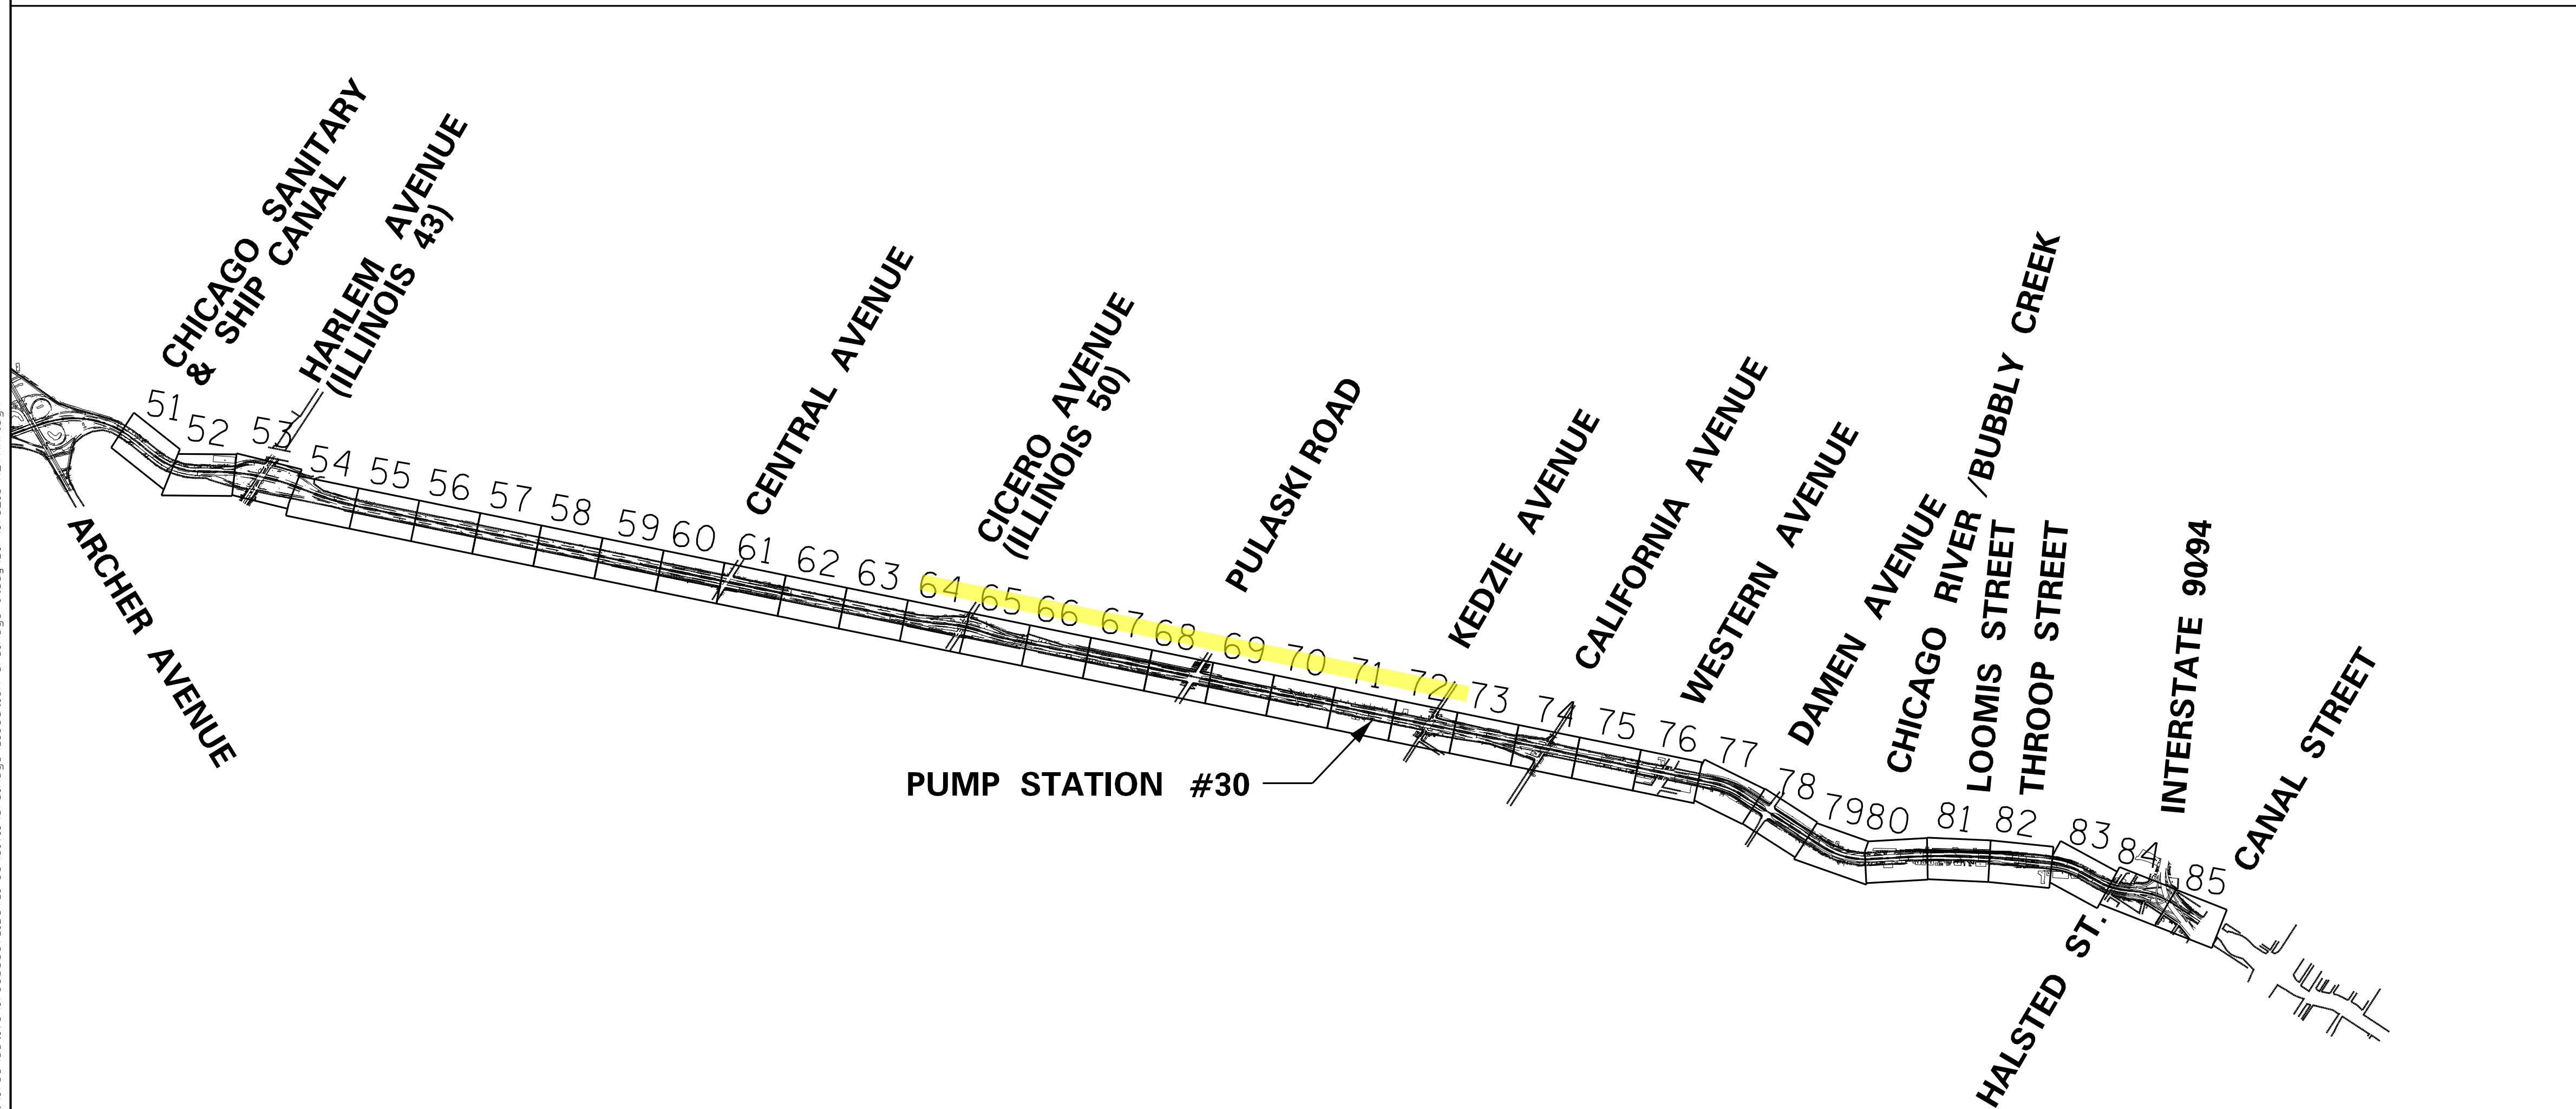 CHICAGO SANITARY
& SHIP CANAL
HARLEM AVENUE
(ILLINOIS 43)
CENTRAL AVENUE
CICERO AVENUE
(ILLINOIS 50)
PULASKI ROAD
KEDZIE AVENUE
CALIFORNIA AVENUE
WESTERN AVENUE
DAMEN AVENUE
CHICAGO RIVER /BUBBLY CREEK
LOOMIS STREET
THROOP STREET
INTERSTATE 90/94
CANAL STREET
51
52
53
54
55
56
57
58
59
60
61
62
63
64
65
66
67
68
69
70
71
72
73
74
75
76
77
78
79
80
81
82
83
84
85
ARCHER AVENUE
PUMP STATION #30
HALSTED ST.